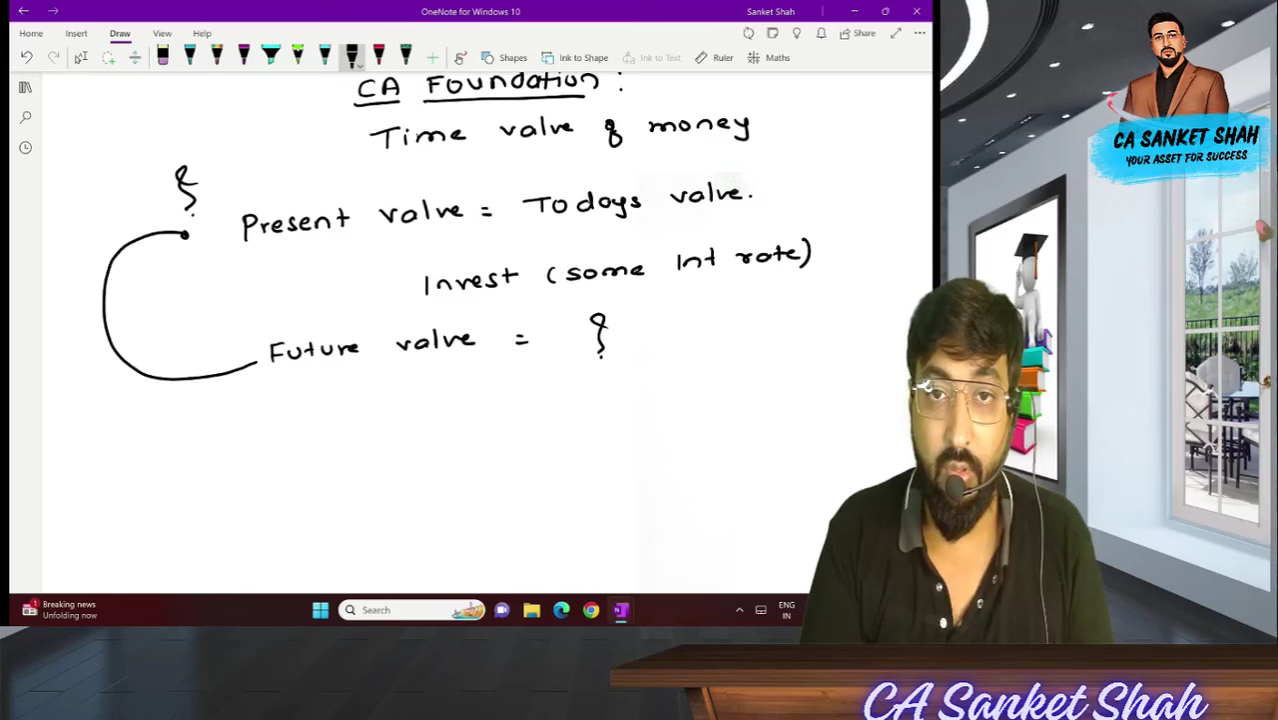 OneNote for Windows 10
Sanket Shah
Home Insert Draw View Help
Share
Shapes Ink to Shape Ink to Text Ruler Maths
CA Foundation :
Time valve of money
?
Present valve = Todays valve.
Invest (some Int rate)
Future valve = ?
Breaking news
Unfolding now
Search
ENG
IN
CA SANKET SHAH
YOUR ASSET FOR SUCCESS
CA Sanket Shah